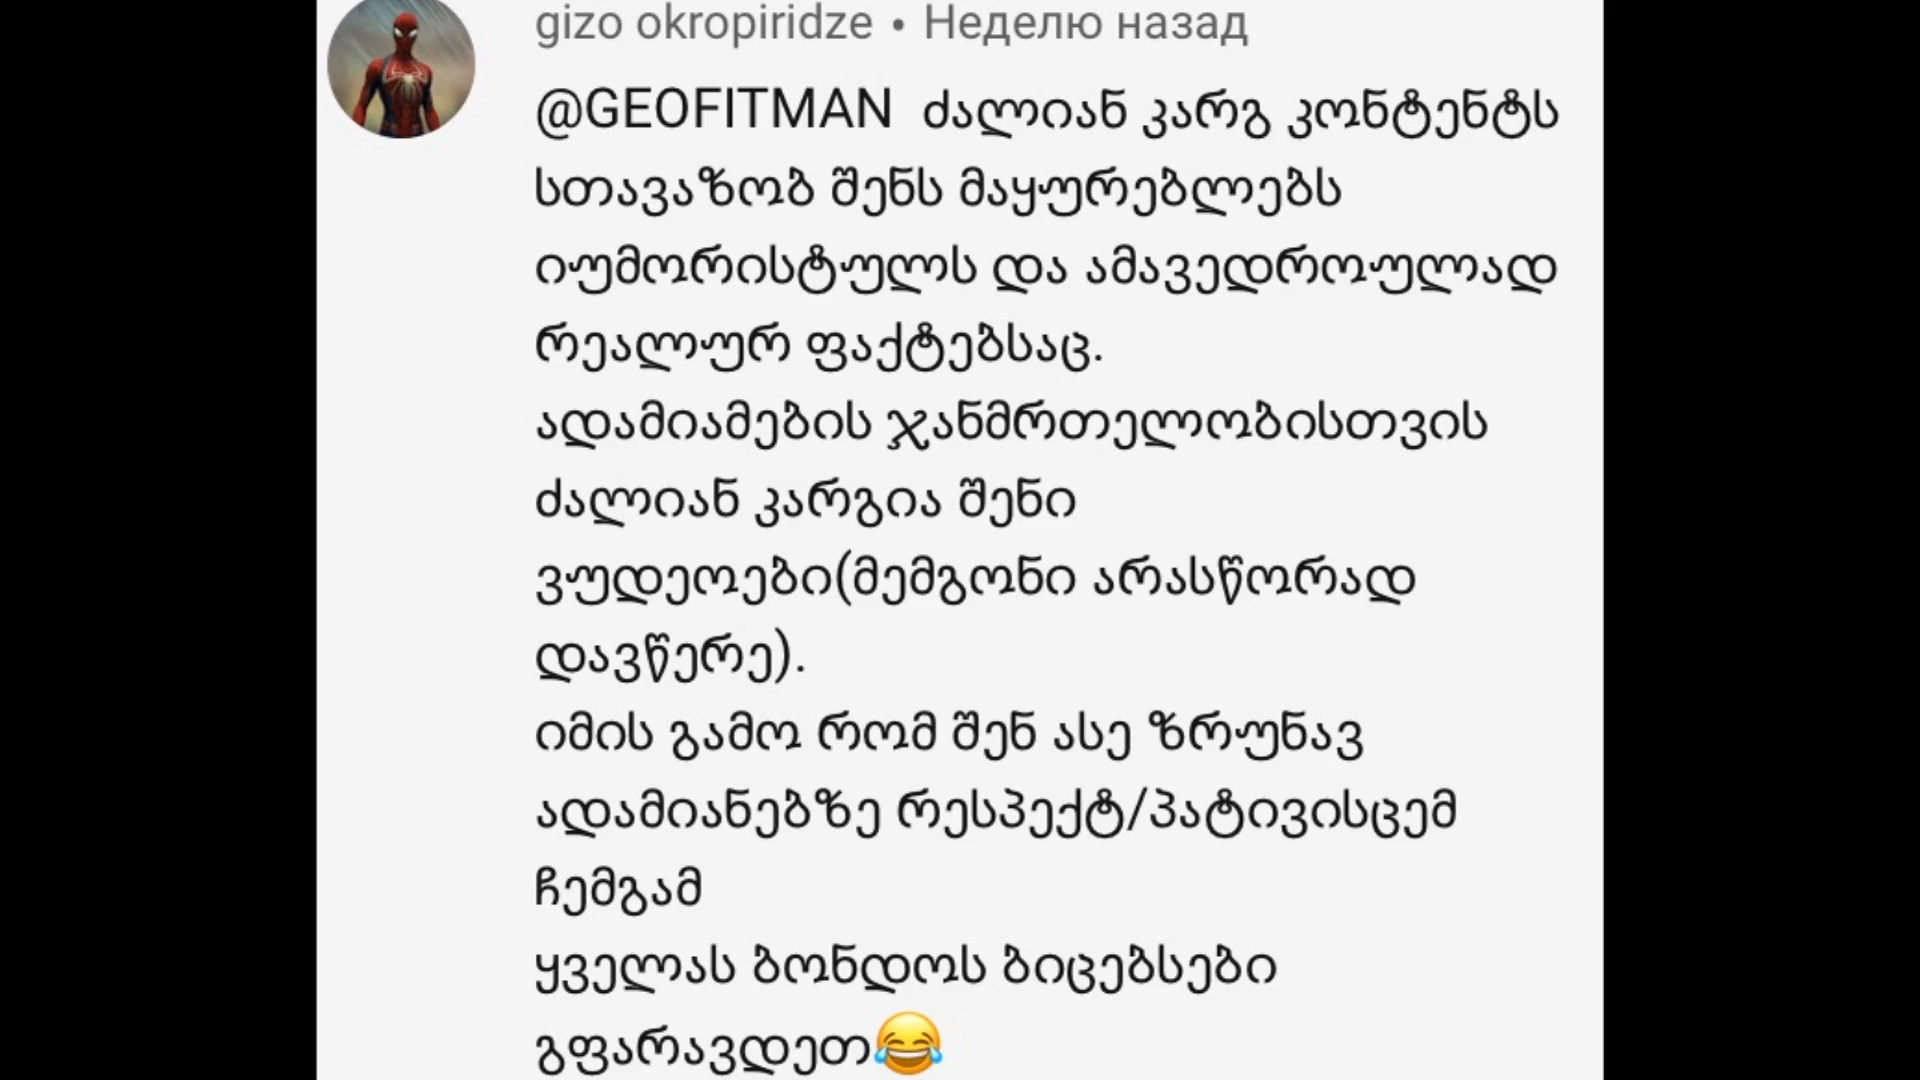 gizo okropiridze • Неделю назад
@GEOFITMAN ძალიან კარგ კონტენტს
სთავაზობ შენს მაყურებლებს
იუმორისტულს და ამავედროულად
რეალურ ფაქტებსაც.
ადამიამების ჯანმრთელობისთვის
ძალიან კარგია შენი
ვუდეოები(მემგონი არასწორად
დავწერე).
იმის გამო რომ შენ ასე ზრუნავ
ადამიანებზე რესპექტ/პატივისცემ
ჩემგამ
ყველას ბონდოს ბიცებსები
გფარავდეთ😂